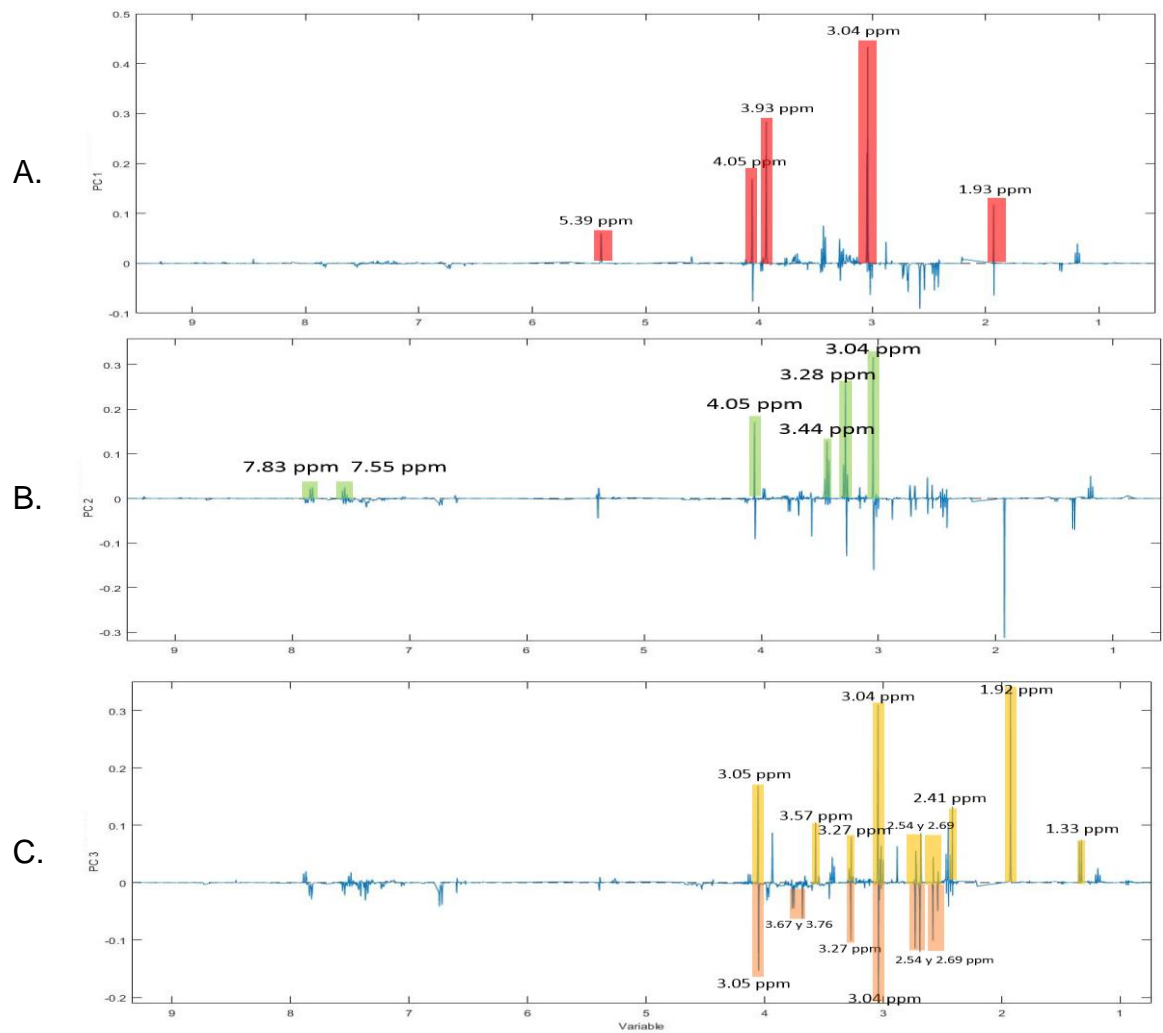 A.
PC 1
0.5
0.4
0.3
0.2
0.1
0
-0.1
3.04 ppm
3.93 ppm
4.05 ppm
1.93 ppm
5.39 ppm
9 8 7 6 5 4 3 2 1
B.
PC 2
0.3
0.2
0.1
0
-0.1
-0.2
-0.3
3.04 ppm
3.28 ppm
4.05 ppm
3.44 ppm
7.83 ppm 7.55 ppm
9 8 7 6 5 4 3 2 1
C.
PC 3
0.3
0.2
0.1
0
-0.1
-0.2
1.92 ppm
3.04 ppm
3.05 ppm
2.41 ppm
3.57 ppm
3.27 ppm
2.54 y 2.69
1.33 ppm
3.67 y 3.76
3.27 ppm
2.54 y 2.69 ppm
3.05 ppm
3.04 ppm
9 8 7 6 5 4 3 2 1
Variable